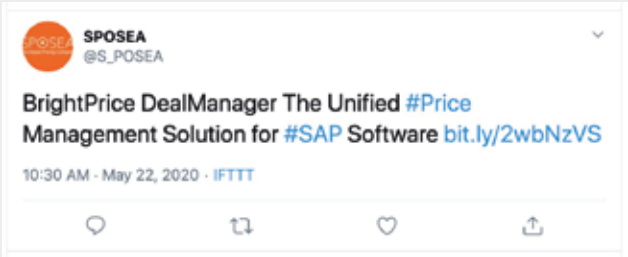 SPOSEA
SPOSEA
@S_POSEA
BrightPrice DealManager The Unified #Price
Management Solution for #SAP Software bit.ly/2wbNzVS
10:30 AM - May 22, 2020 · IFTTT